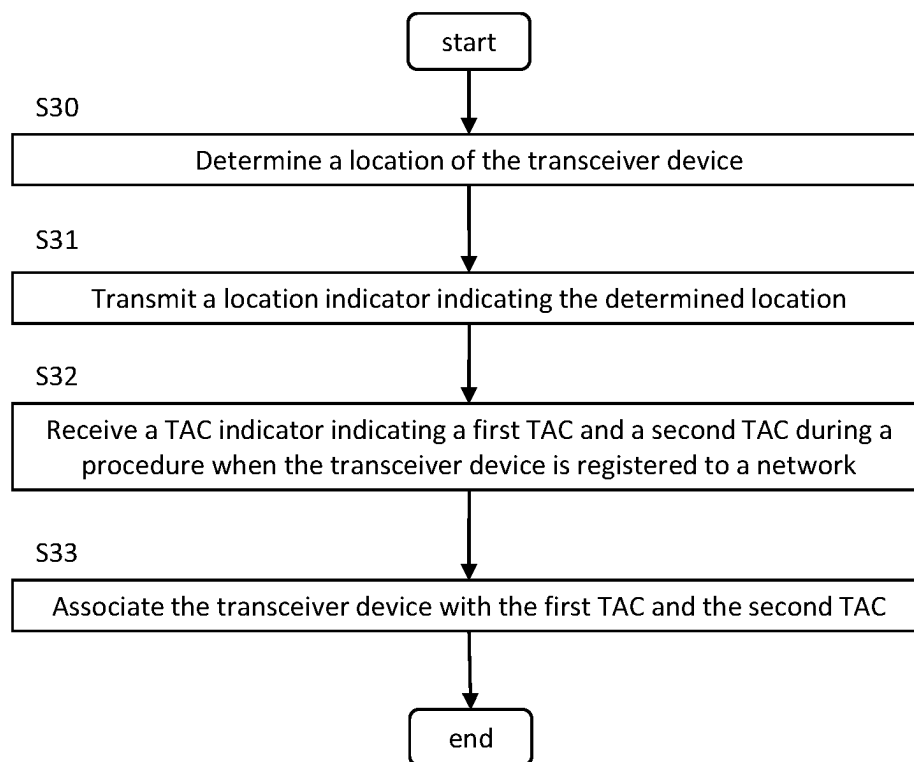 start
S30
Determine a location of the transceiver device
S31
Transmit a location indicator indicating the determined location
S32
Receive a TAC indicator indicating a first TAC and a second TAC during a
procedure when the transceiver device is registered to a network
S33
Associate the transceiver device with the first TAC and the second TAC
end